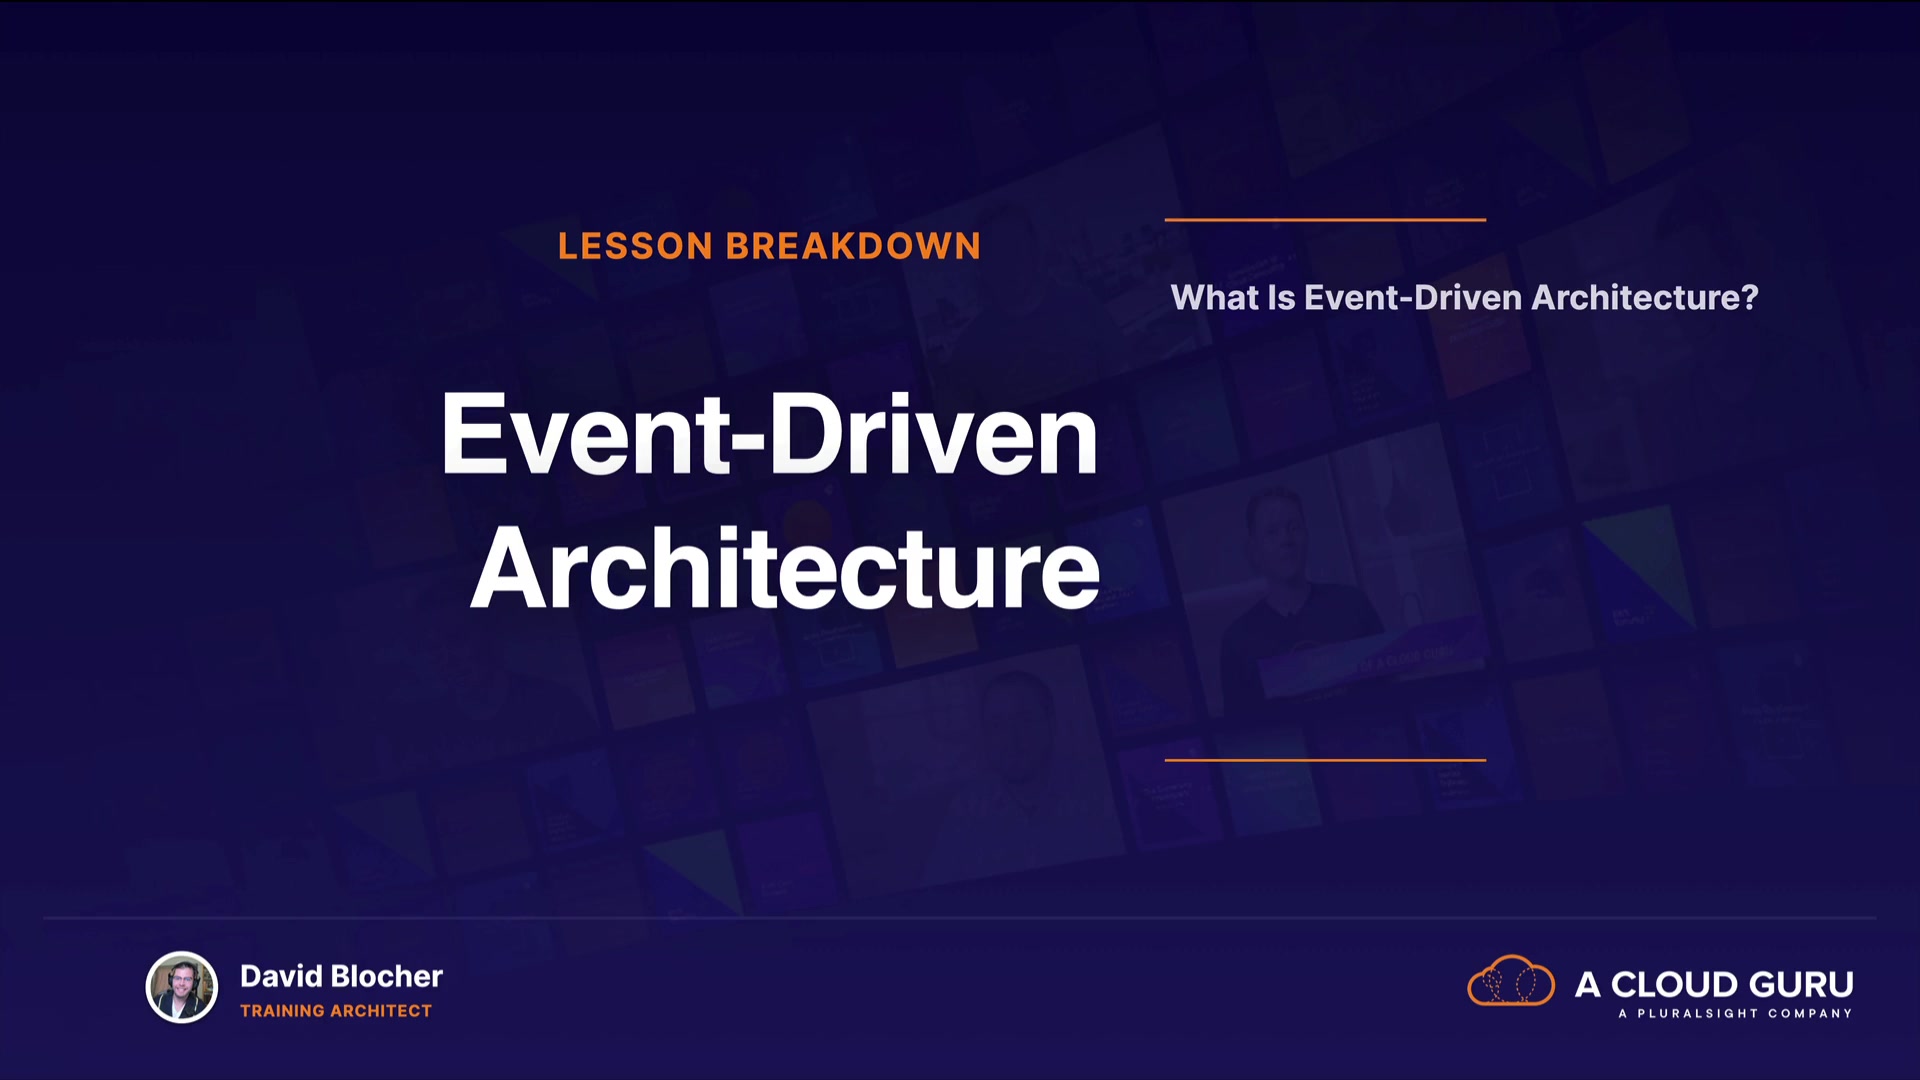 LESSON BREAKDOWN
Event-Driven
Architecture
What Is Event-Driven Architecture?
David Blocher
TRAINING ARCHITECT
A CLOUD GURU
A PLURALSIGHT COMPANY